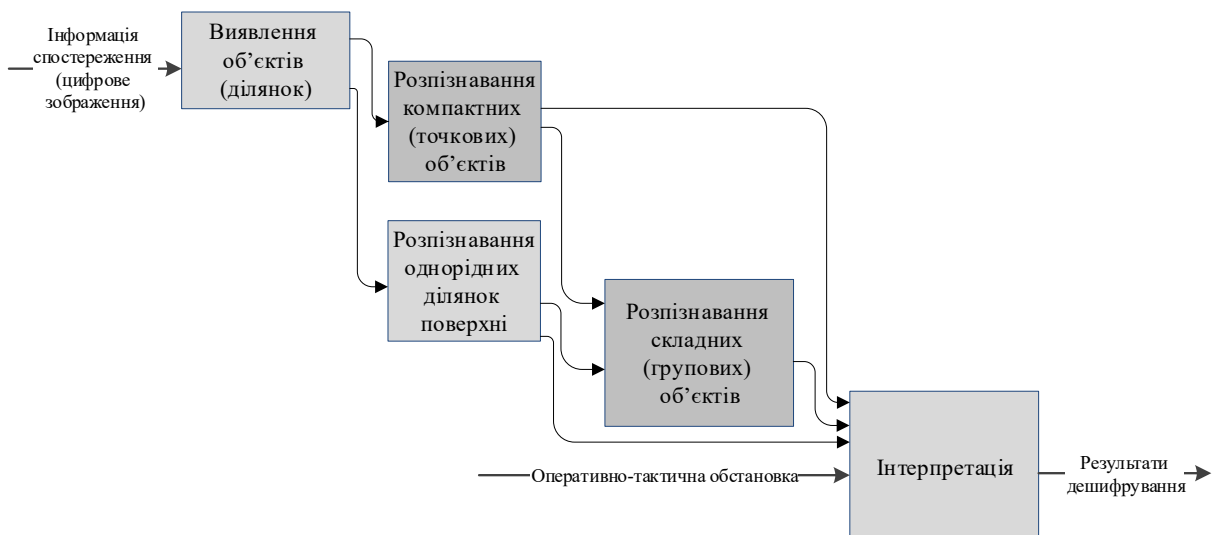 Інформація
спостереження
(цифрове
зображення)
Виявлення
об’єктів
(ділянок)
Розпізнавання
компактних
(точкових)
об’єктів
Розпізнавання
однорідних
ділянок
поверхні
Розпізнавання
складних
(групових)
об’єктів
Оперативно-тактична обстановка
Інтерпретація
Результати
дешифрування